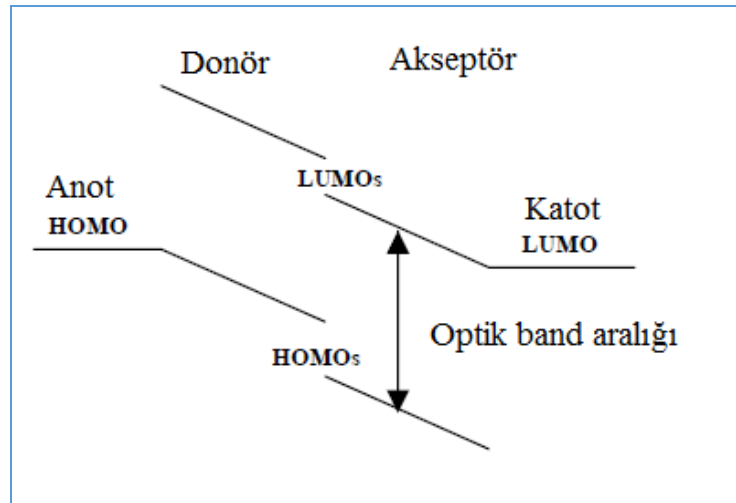 Donör
Akseptör
LUMOs
Anot
HOMO
Katot
LUMO
Optik band aralığı
HOMOs